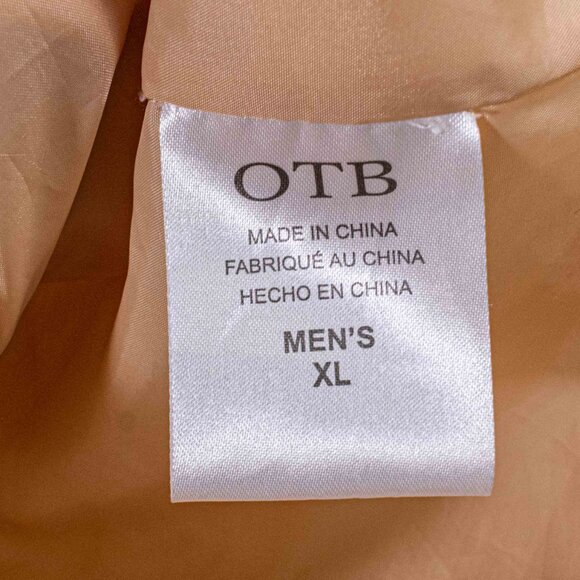 OTB
MADE IN CHINA
FABRIQUÉ AU CHINA
HECHO EN CHINA
MEN'S
XL